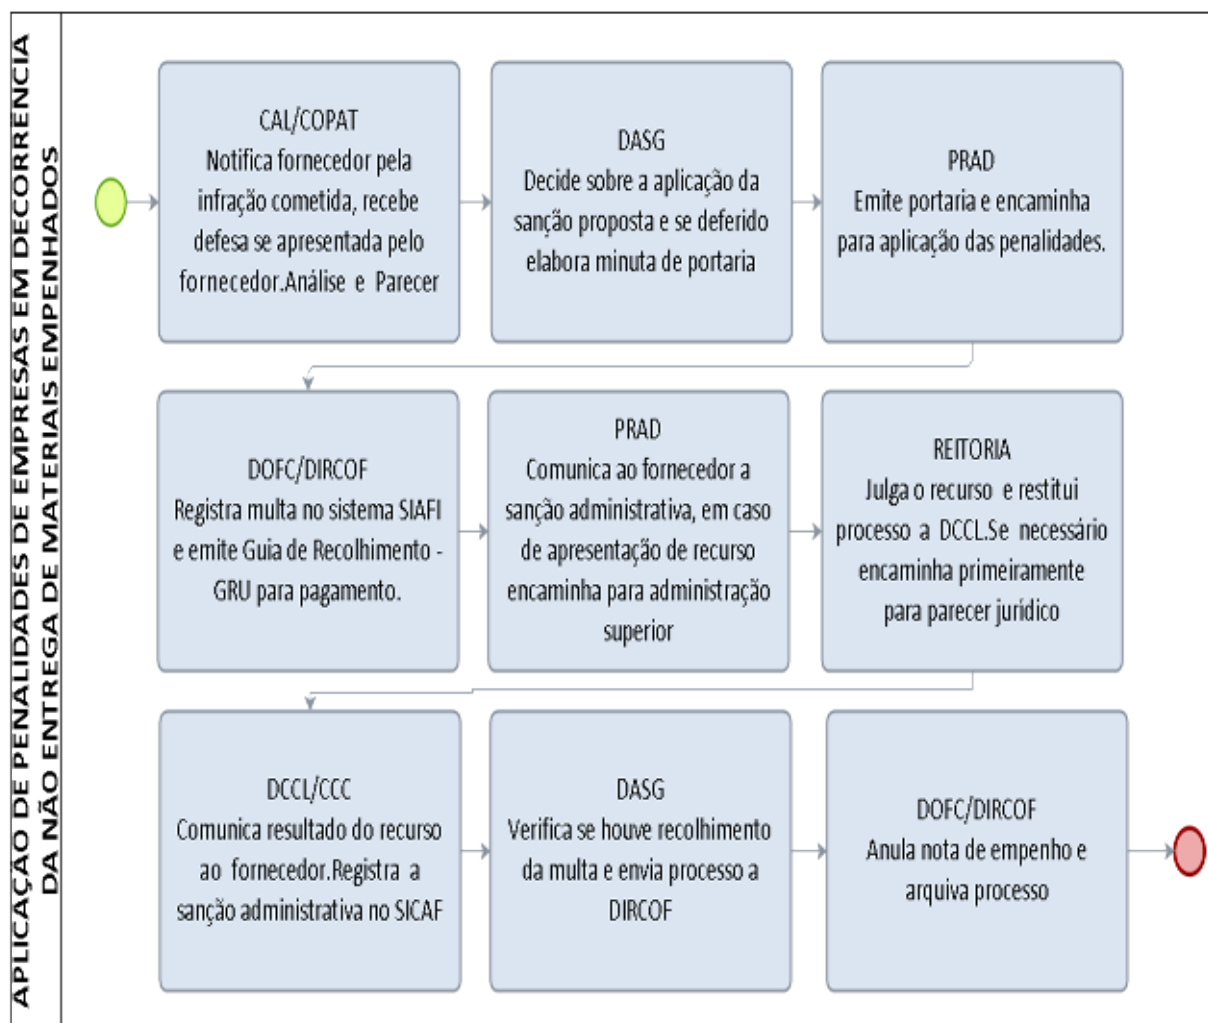 APLICAÇÃO DE PENALIDADES DE EMPRESAS EM DECORRÊNCIA
DA NÃO ENTREGA DE MATERIAIS EMPENHADOS
CAL/COPAT
Notifica fornecedor pela
infração cometida, recebe
defesa se apresentada pelo
fornecedor.Análise e Parecer
DASG
Decide sobre a aplicação da
sanção proposta e se deferido
elabora minuta de portaria
PRAD
Emite portaria e encaminha
para aplicação das penalidades.
DOFC/DIRCOF
Registra multa no sistema SIAFI
e emite Guia de Recolhimento -
GRU para pagamento.
PRAD
Comunica ao fornecedor a
sanção administrativa, em caso
de apresentação de recurso
encaminha para administração
superior
REITORIA
Julga o recurso e restitui
processo a DCCL.Se necessário
encaminha primeiramente
para parecer jurídico
DCCL/CCC
Comunica resultado do recurso
ao fornecedor.Registra a
sanção administrativa no SICAF
DASG
Verifica se houve recolhimento
da multa e envia processo a
DIRCOF
DOFC/DIRCOF
Anula nota de empenho e
arquiva processo